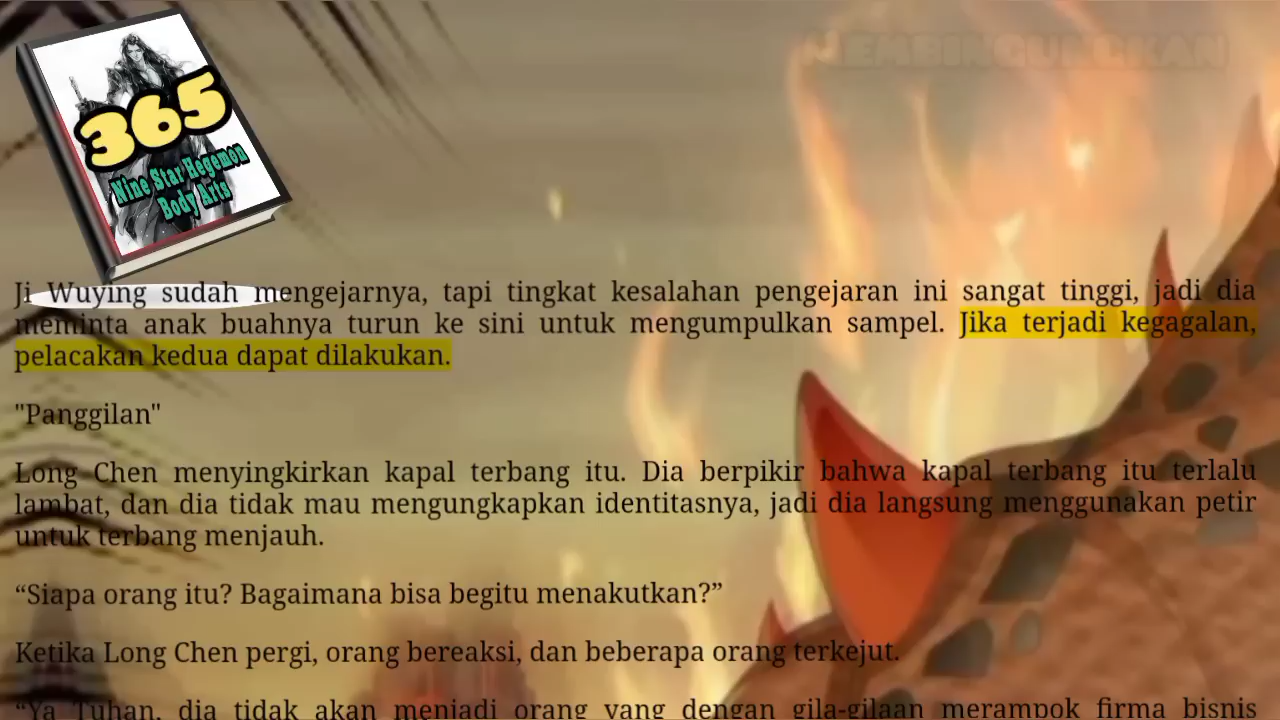 MEMBINGUNGKAN
365
Nine Star Hegemon
Body Arts
Ji Wuying sudah mengejarnya, tapi tingkat kesalahan pengejaran ini sangat tinggi, jadi dia
meminta anak buahnya turun ke sini untuk mengumpulkan sampel. Jika terjadi kegagalan,
pelacakan kedua dapat dilakukan.
"Panggilan"
Long Chen menyingkirkan kapal terbang itu. Dia berpikir bahwa kapal terbang itu terlalu
lambat, dan dia tidak mau mengungkapkan identitasnya, jadi dia langsung menggunakan petir
untuk terbang menjauh.
“Siapa orang itu? Bagaimana bisa begitu menakutkan?”
Ketika Long Chen pergi, orang bereaksi, dan beberapa orang terkejut.
“Ya Tuhan, dia tidak akan menjadi orang yang dengan gila-gilaan merampok firma bisnis